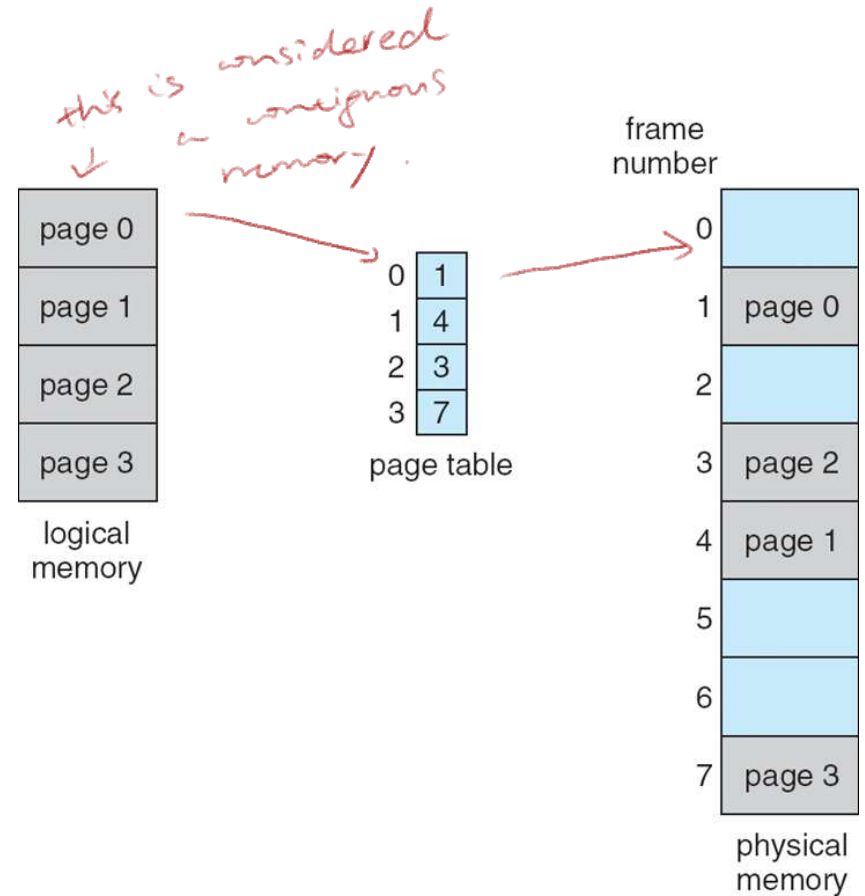 this is considered
a contiguous
memory.
frame
number
page 0
page 1
page 2
page 3
logical
memory
0 1
1 4
2 3
3 7
page table
0
1 page 0
2
3 page 2
4 page 1
5
6
7 page 3
physical
memory